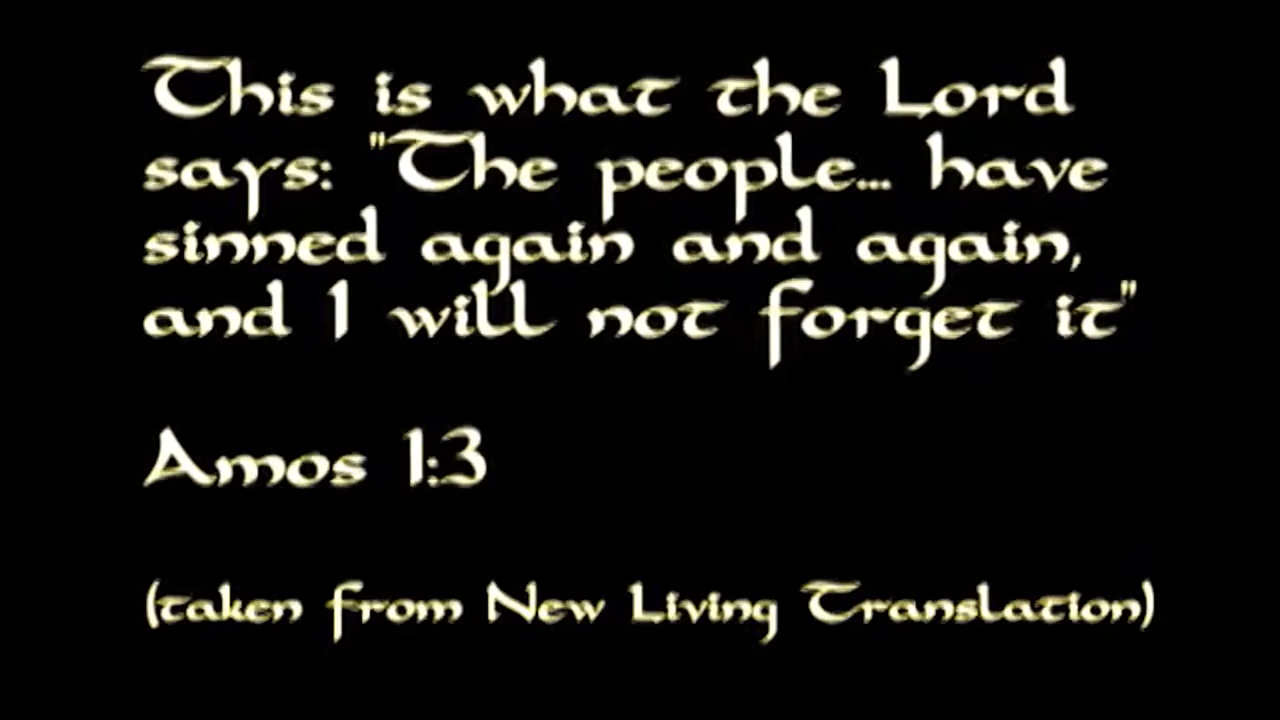 This is what the Lord
says: "The people... have
sinned again and again,
and I will not forget it"
Amos 1:3
(taken from New Living Translation)